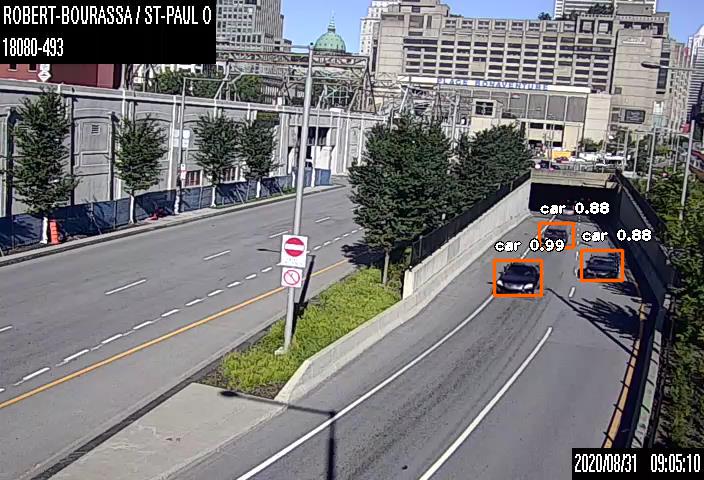 ROBERT-BOURASSA / ST-PAUL O
18080-493
PLACE BONAVENTURE
car 0.88
car 0.99
car 0.88
2020/08/31 09:05:10